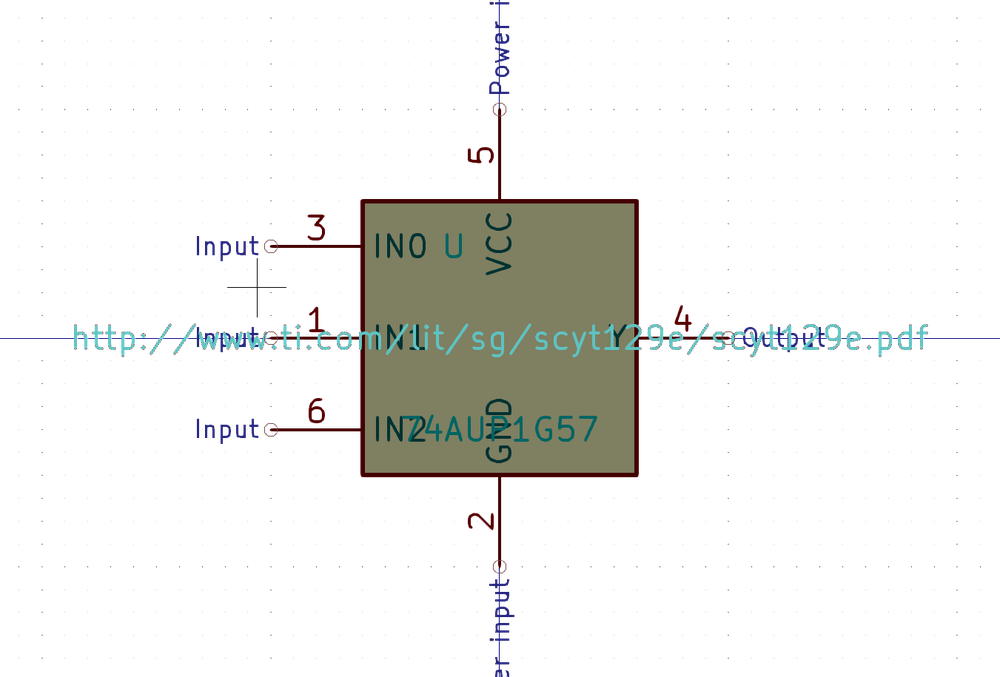 Power i
5
VCC
3
Input
IN0
U
1
Input
IN1
http://www.ti.com/lit/sg/scyt129e/scyt129e.pdf
Y
4
Output
6
Input
IN2
74AUP1G57
GND
2
er input